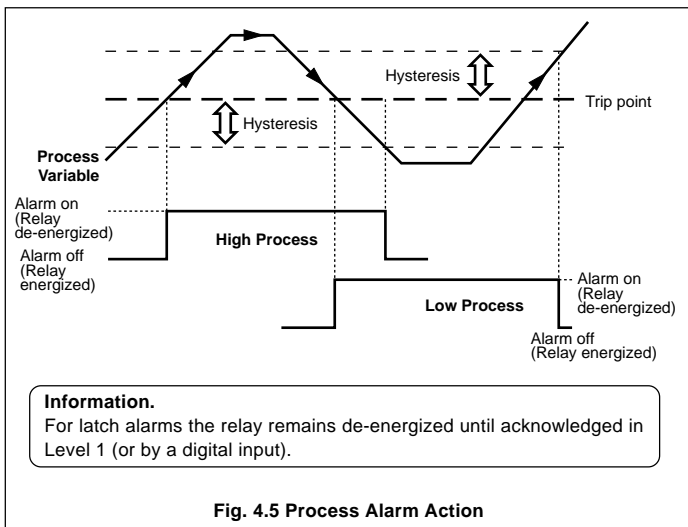 Hysteresis
Trip point
Hysteresis
Process
Variable
Alarm on
(Relay
de-energized)
High Process
Alarm off
(Relay
energized)
Alarm on
(Relay
de-energized)
Low Process
Alarm off
(Relay energized)
Information.
For latch alarms the relay remains de-energized until acknowledged in
Level 1 (or by a digital input).
Fig. 4.5 Process Alarm Action